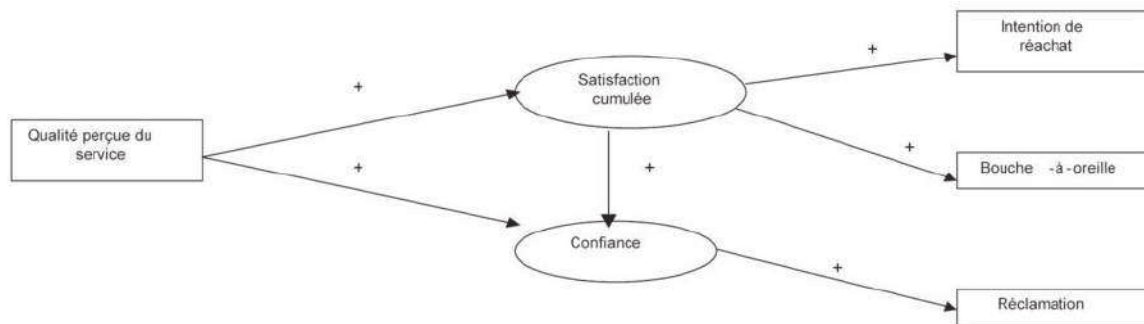 Intention de
réachat
+
Satisfaction
cumulée
+
Qualité perçue du
service
+
+
+
Bouche -à-oreille
Confiance
+
Réclamation